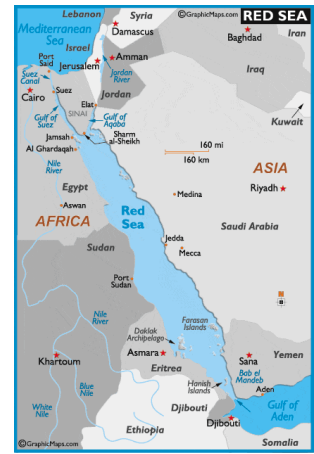 Lebanon
Syria
©GraphicMaps.com
RED SEA
Mediterranean
Sea
Damascus
Baghdad
Iran
Israel
Port
Said
Amman
Jerusalem
Iraq
Suez
Canal
Jordan
River
Suez
Cairo
Elat
Jordan
Kuwait
SINAI
Gulf of
Suez
Gulf of
Aqaba
Jamsah
Sharm
al-Sheikh
160 mi
160 km
Al Ghardaqah
Nile
River
ASIA
Egypt
Medina
Riyadh
Aswan
AFRICA
Red
Sea
Saudi Arabia
Jedda
Mecca
Sudan
Port
Sudan
Nile
River
Farasan
Islands
Dahlak
Archipelago
Khartoum
Asmara
Sana
Yemen
Eritrea
Bab el
Mandeb
Hanish
Islands
Aden
Blue
Nile
White
Nile
Djibouti
Gulf of
Aden
Djibouti
Ethiopia
Somalia
©GraphicMaps.com